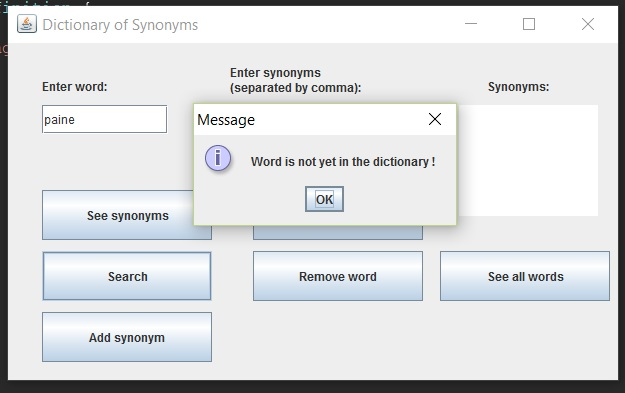 Dictionary of Synonyms
Enter word:
Enter synonyms
(separated by comma):
Synonyms:
paine
Message
Word is not yet in the dictionary !
OK
See synonyms
Search
Remove word
See all words
Add synonym